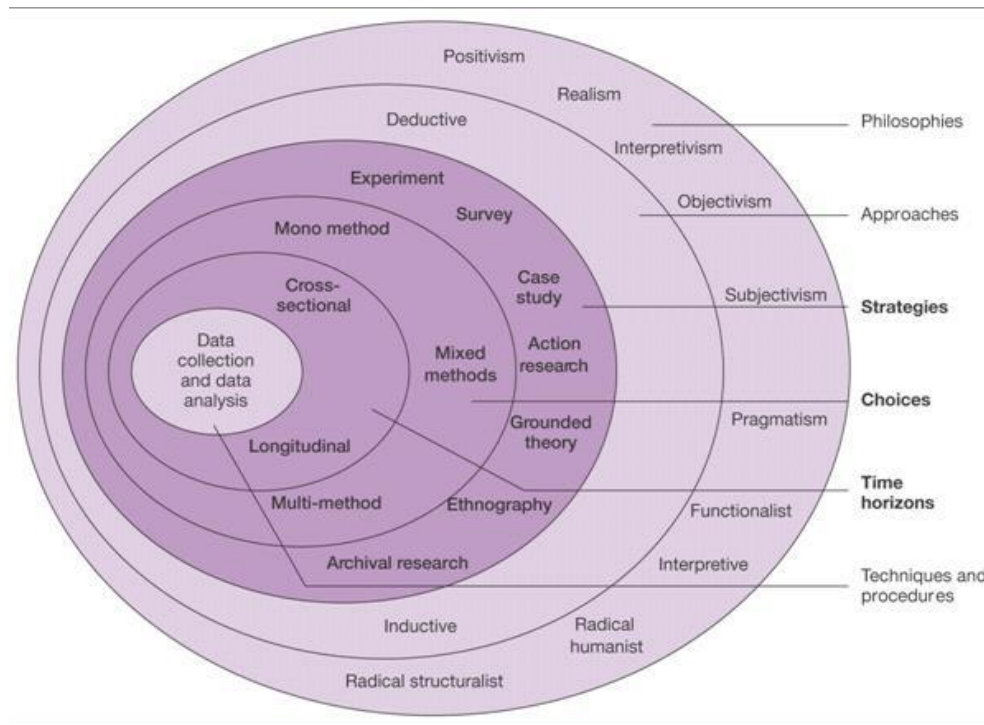 Positivism
Realism
Philosophies
Deductive
Interpretivism
Experiment
Objectivism
Approaches
Survey
Mono method
Case
study
Cross-
sectional
Subjectivism
Strategies
Data
collection
and data
analysis
Mixed
methods
Action
research
Choices
Pragmatism
Grounded
theory
Longitudinal
Time
horizons
Multi-method
Ethnography
Functionalist
Archival research
Interpretive
Techniques and
procedures
Inductive
Radical
humanist
Radical structuralist